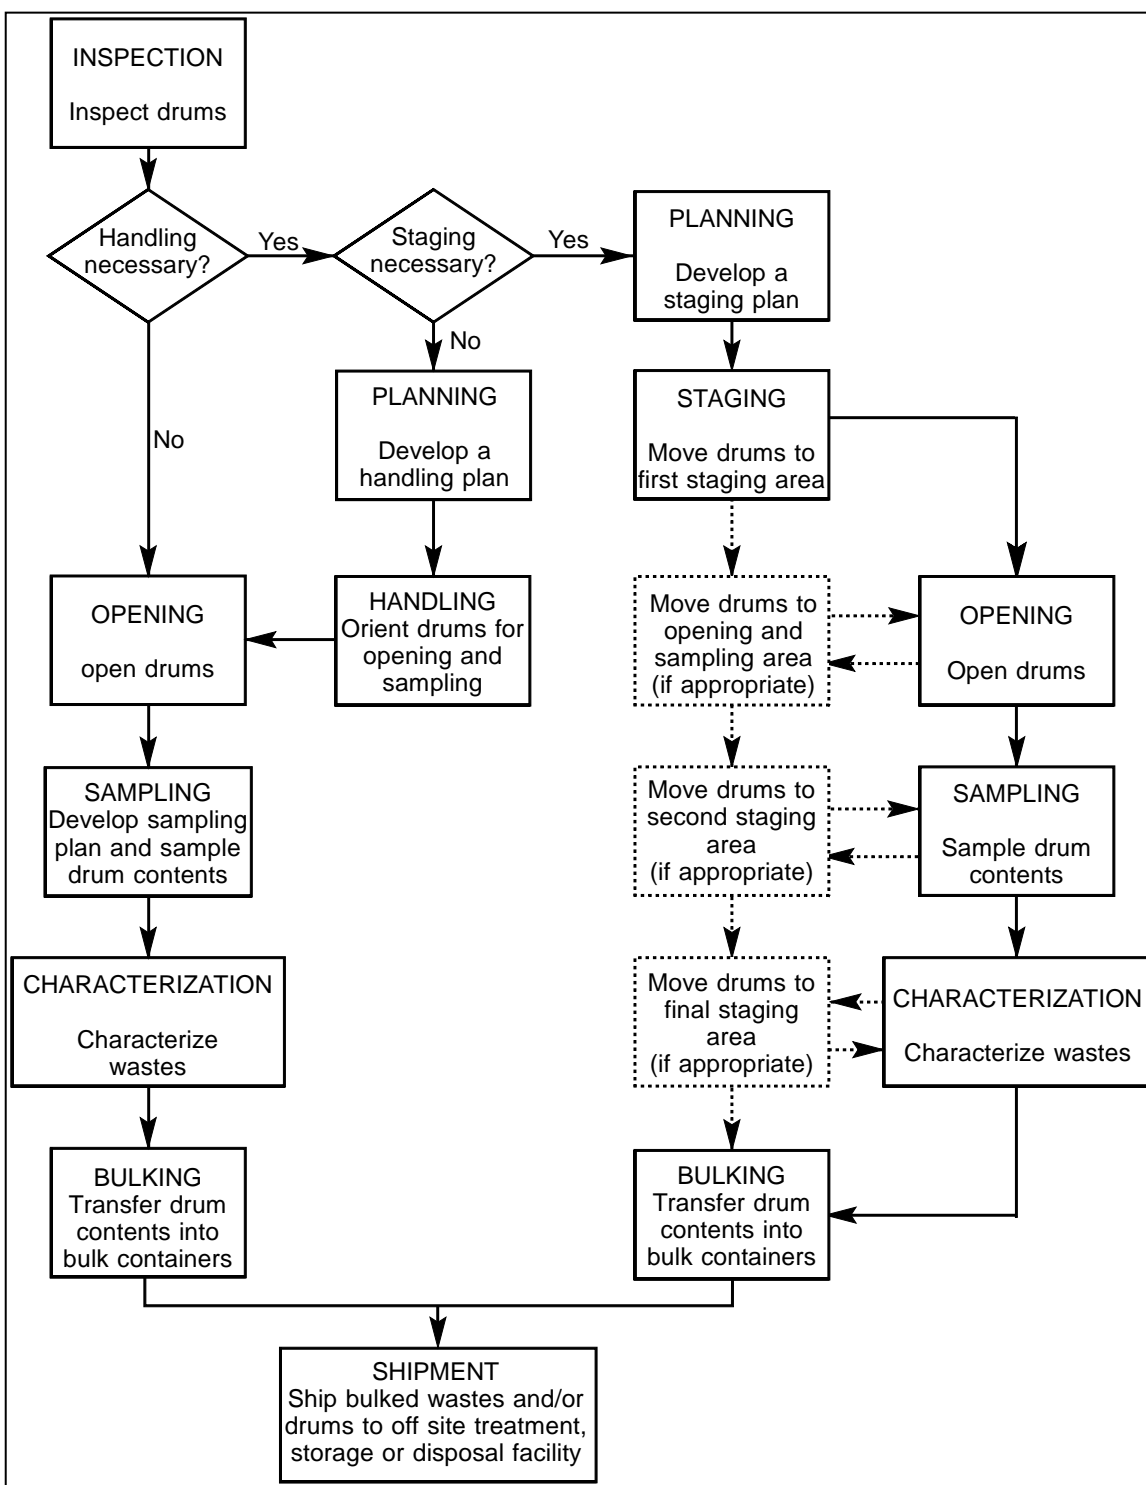 INSPECTION
Inspect drums
Handling
necessary?
Yes
Staging
necessary?
Yes
PLANNING
Develop a
staging plan
No
No
PLANNING
Develop a
handling plan
STAGING
Move drums to
first staging area
OPENING
open drums
HANDLING
Orient drums for
opening and
sampling
Move drums to
opening and
sampling area
(if appropriate)
OPENING
Open drums
SAMPLING
Develop sampling
plan and sample
drum contents
Move drums to
second staging
area
(if appropriate)
SAMPLING
Sample drum
contents
CHARACTERIZATION
Characterize
wastes
Move drums to
final staging
area
(if appropriate)
CHARACTERIZATION
Characterize wastes
BULKING
Transfer drum
contents into
bulk containers
BULKING
Transfer drum
contents into
bulk containers
SHIPMENT
Ship bulked wastes and/or
drums to off site treatment,
storage or disposal facility